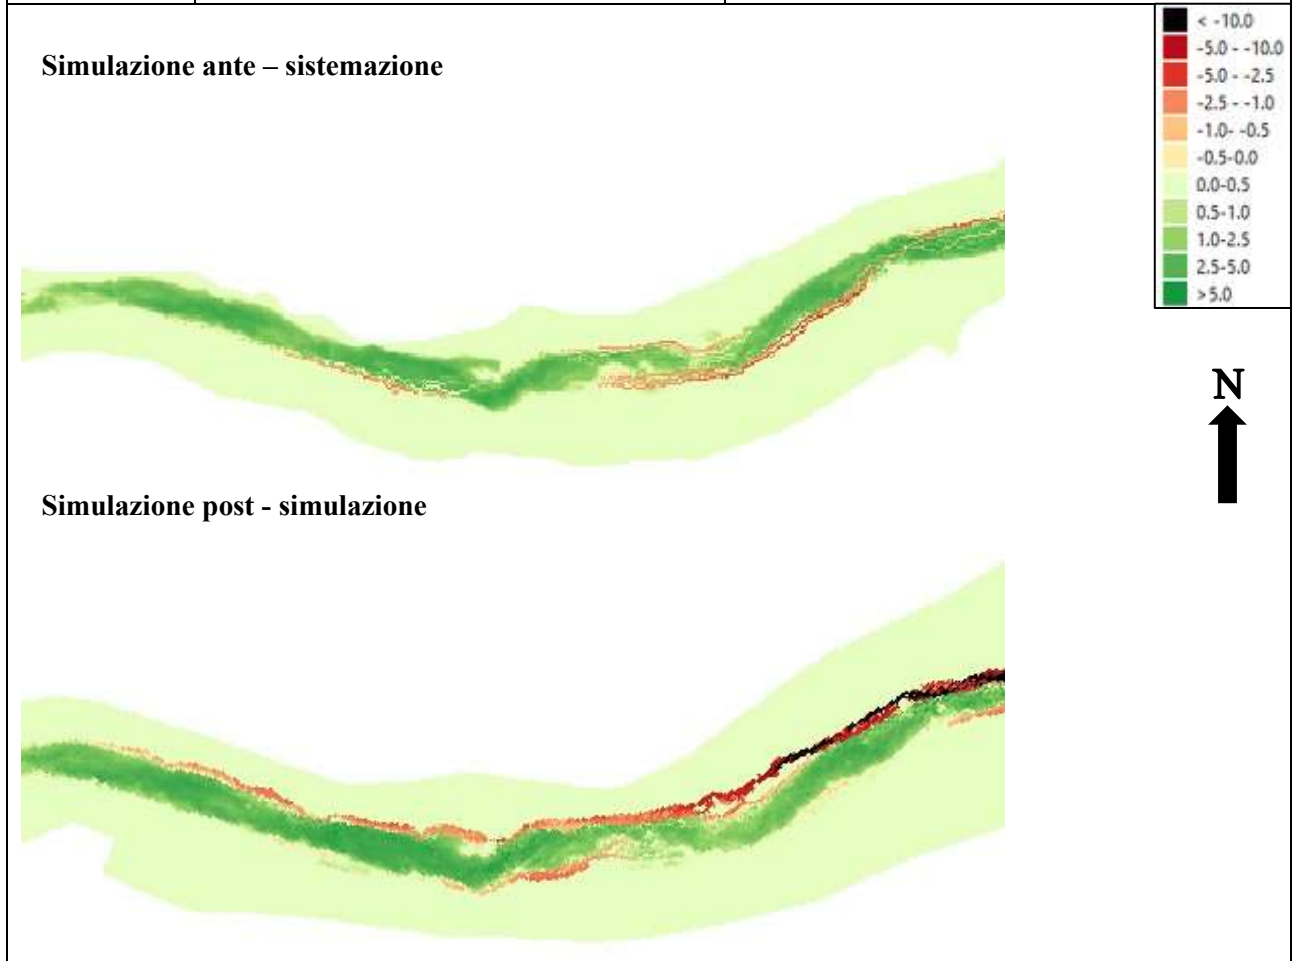 Simulazione ante – sistemazione
< -10.0
-5.0 - -10.0
-5.0 - -2.5
-2.5 - -1.0
-1.0- -0.5
-0.5-0.0
0.0-0.5
0.5-1.0
1.0-2.5
2.5-5.0
>5.0
N
Simulazione post - simulazione